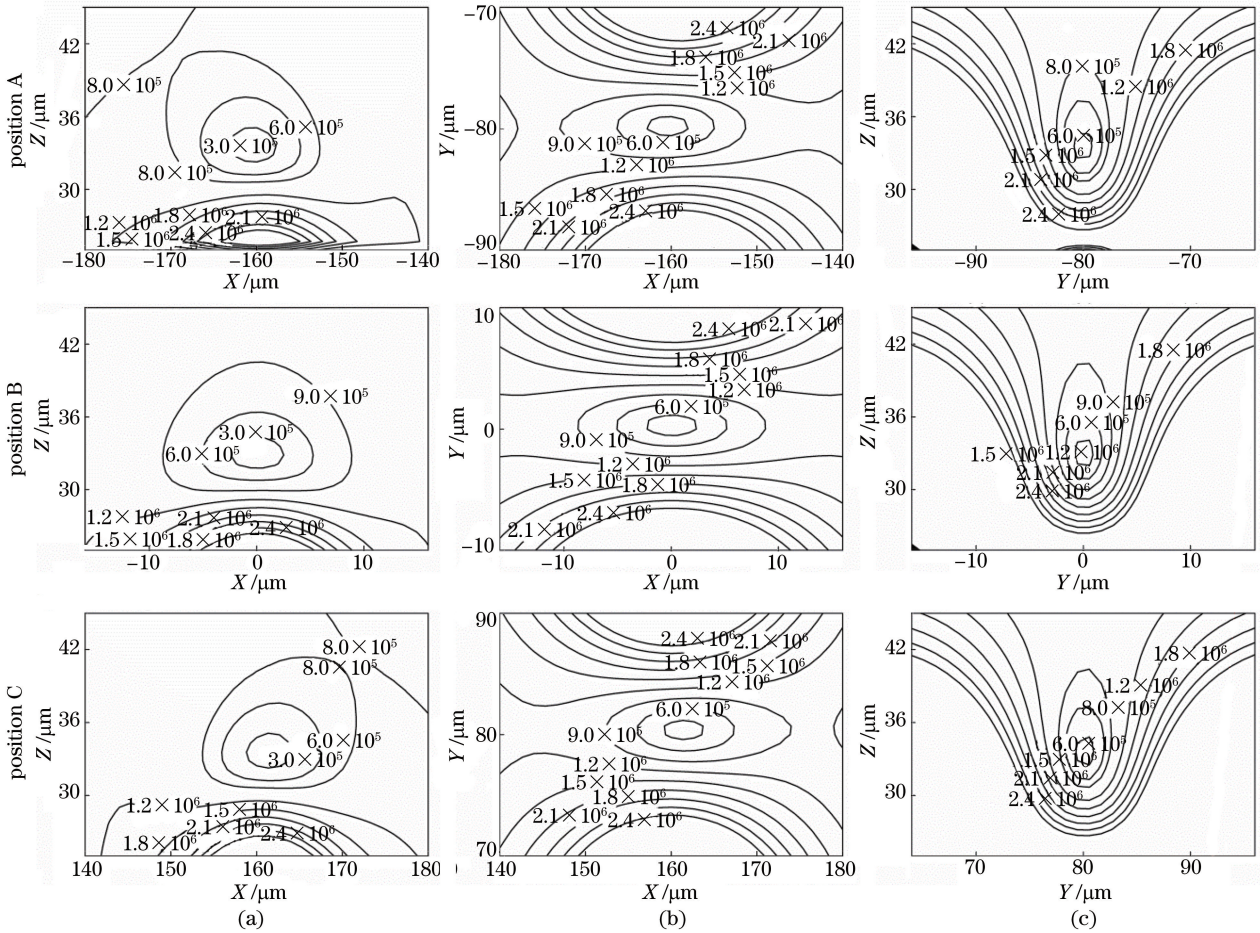 position A
Z /μm
42
36
30
8.0 × 10⁵
6.0 × 10⁵
3.0 × 10⁵
8.0 × 10⁵
1.2 × 10⁶
1.8 × 10⁶
2.1 × 10⁶
1.5 × 10⁶
2.4 × 10⁶
−180 −170 −160 −150 −140
X /μm
Y /μm
−70
−80
−90
2.4 × 10⁶
2.1 × 10⁶
1.8 × 10⁶
1.5 × 10⁶
1.2 × 10⁶
9.0 × 10⁵
6.0 × 10⁵
1.2 × 10⁶
1.8 × 10⁶
1.5 × 10⁶
2.4 × 10⁶
2.1 × 10⁶
−180 −170 −160 −150 −140
X /μm
Z /μm
42
36
30
1.8 × 10⁶
8.0 × 10⁵
1.2 × 10⁶
6.0 × 10⁵
1.5 × 10⁶
2.1 × 10⁶
2.4 × 10⁶
−90 −80 −70
Y /μm
position B
Z /μm
42
36
30
9.0 × 10⁵
3.0 × 10⁵
6.0 × 10⁵
1.2 × 10⁶
2.1 × 10⁶
2.4 × 10⁶
1.5 × 10⁶
1.8 × 10⁶
−10 0 10
X /μm
Y /μm
10
0
−10
2.4 × 10⁶
2.1 × 10⁶
1.8 × 10⁶
1.5 × 10⁶
1.2 × 10⁶
6.0 × 10⁵
9.0 × 10⁵
1.2 × 10⁶
1.5 × 10⁶
1.8 × 10⁶
2.4 × 10⁶
2.1 × 10⁶
−10 0 10
X /μm
Z /μm
42
36
30
1.8 × 10⁶
9.0 × 10⁵
6.0 × 10⁵
1.5 × 10⁶
1.2 × 10⁶
2.1 × 10⁶
2.4 × 10⁶
−10 0 10
Y /μm
position C
Z /μm
42
36
30
8.0 × 10⁵
8.0 × 10⁵
6.0 × 10⁵
3.0 × 10⁵
1.2 × 10⁶
1.5 × 10⁶
2.1 × 10⁶
2.4 × 10⁶
1.8 × 10⁶
140 150 160 170 180
X /μm
(a)
Y /μm
90
80
70
2.4 × 10⁶
2.1 × 10⁶
1.8 × 10⁶
1.5 × 10⁶
1.2 × 10⁶
6.0 × 10⁵
9.0 × 10⁵
1.2 × 10⁶
1.5 × 10⁶
1.8 × 10⁶
2.1 × 10⁶
2.4 × 10⁶
140 150 160 170 180
X /μm
(b)
Z /μm
42
36
30
1.8 × 10⁶
1.2 × 10⁶
8.0 × 10⁵
6.0 × 10⁵
1.5 × 10⁶
2.1 × 10⁶
2.4 × 10⁶
70 80 90
Y /μm
(c)